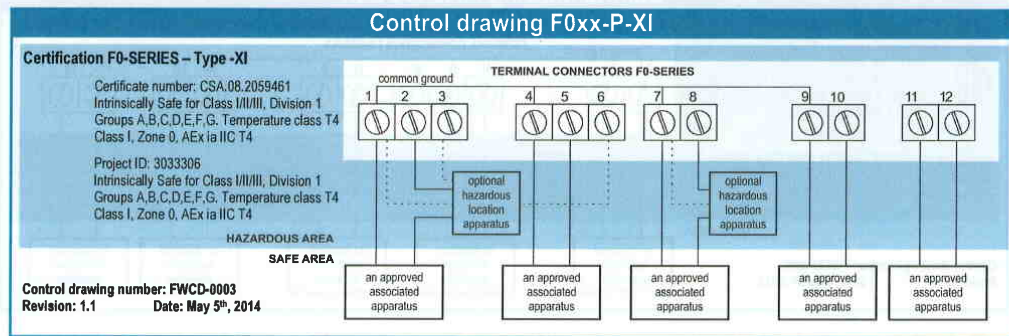 Control drawing F0xx-P-XI
Certification F0-SERIES – Type -XI
Certificate number: CSA.08.2059461
Intrinsically Safe for Class I/II/III, Division 1
Groups A,B,C,D,E,F,G. Temperature class T4
Class I, Zone 0, AEx ia IIC T4
Project ID: 3033306
Intrinsically Safe for Class I/II/III, Division 1
Groups A,B,C,D,E,F,G. Temperature class T4
Class I, Zone 0, AEx ia IIC T4
HAZARDOUS AREA
SAFE AREA
Control drawing number: FWCD-0003
Revision: 1.1 Date: May 5th, 2014
TERMINAL CONNECTORS F0-SERIES
common ground
1 2 3 4 5 6 7 8 9 10 11 12
optional
hazardous
location
apparatus
optional
hazardous
location
apparatus
an approved
associated
apparatus
an approved
associated
apparatus
an approved
associated
apparatus
an approved
associated
apparatus
an approved
associated
apparatus